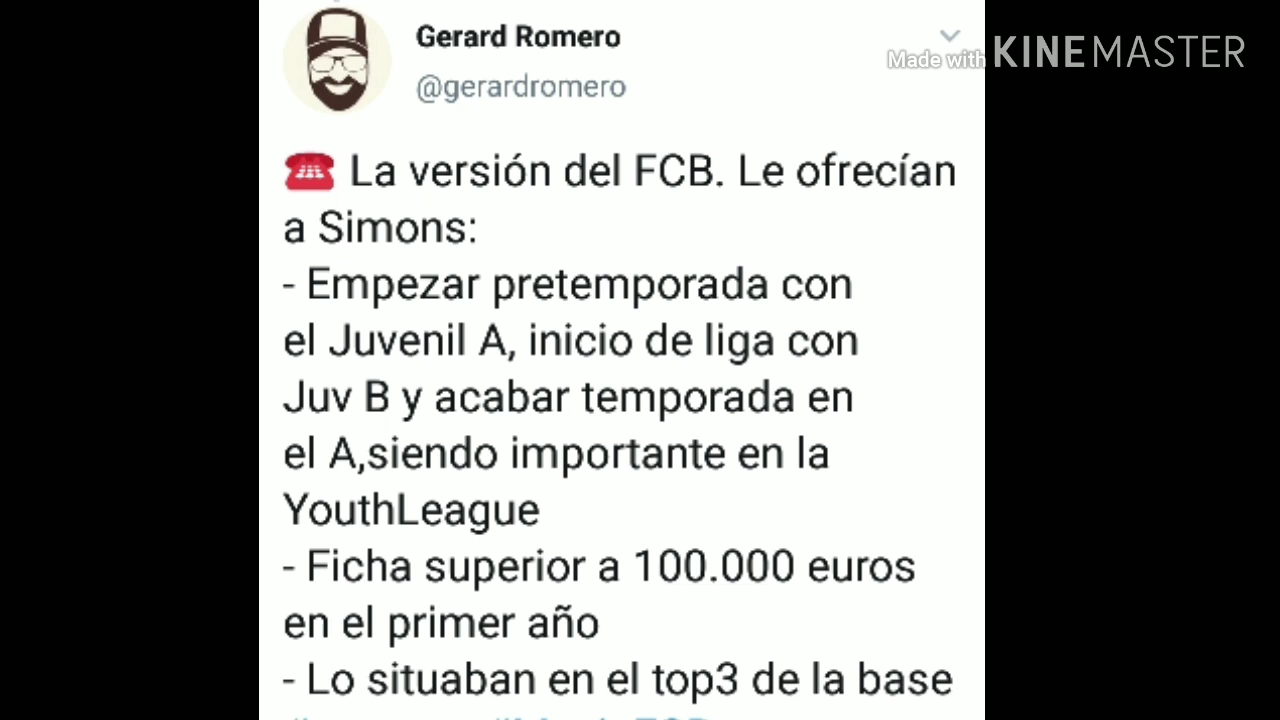 Gerard Romero
@gerardromero
Made with KINEMASTER
La versión del FCB. Le ofrecían
a Simons:
- Empezar pretemporada con
el Juvenil A, inicio de liga con
Juv B y acabar temporada en
el A,siendo importante en la
YouthLeague
- Ficha superior a 100.000 euros
en el primer año
- Lo situaban en el top3 de la base